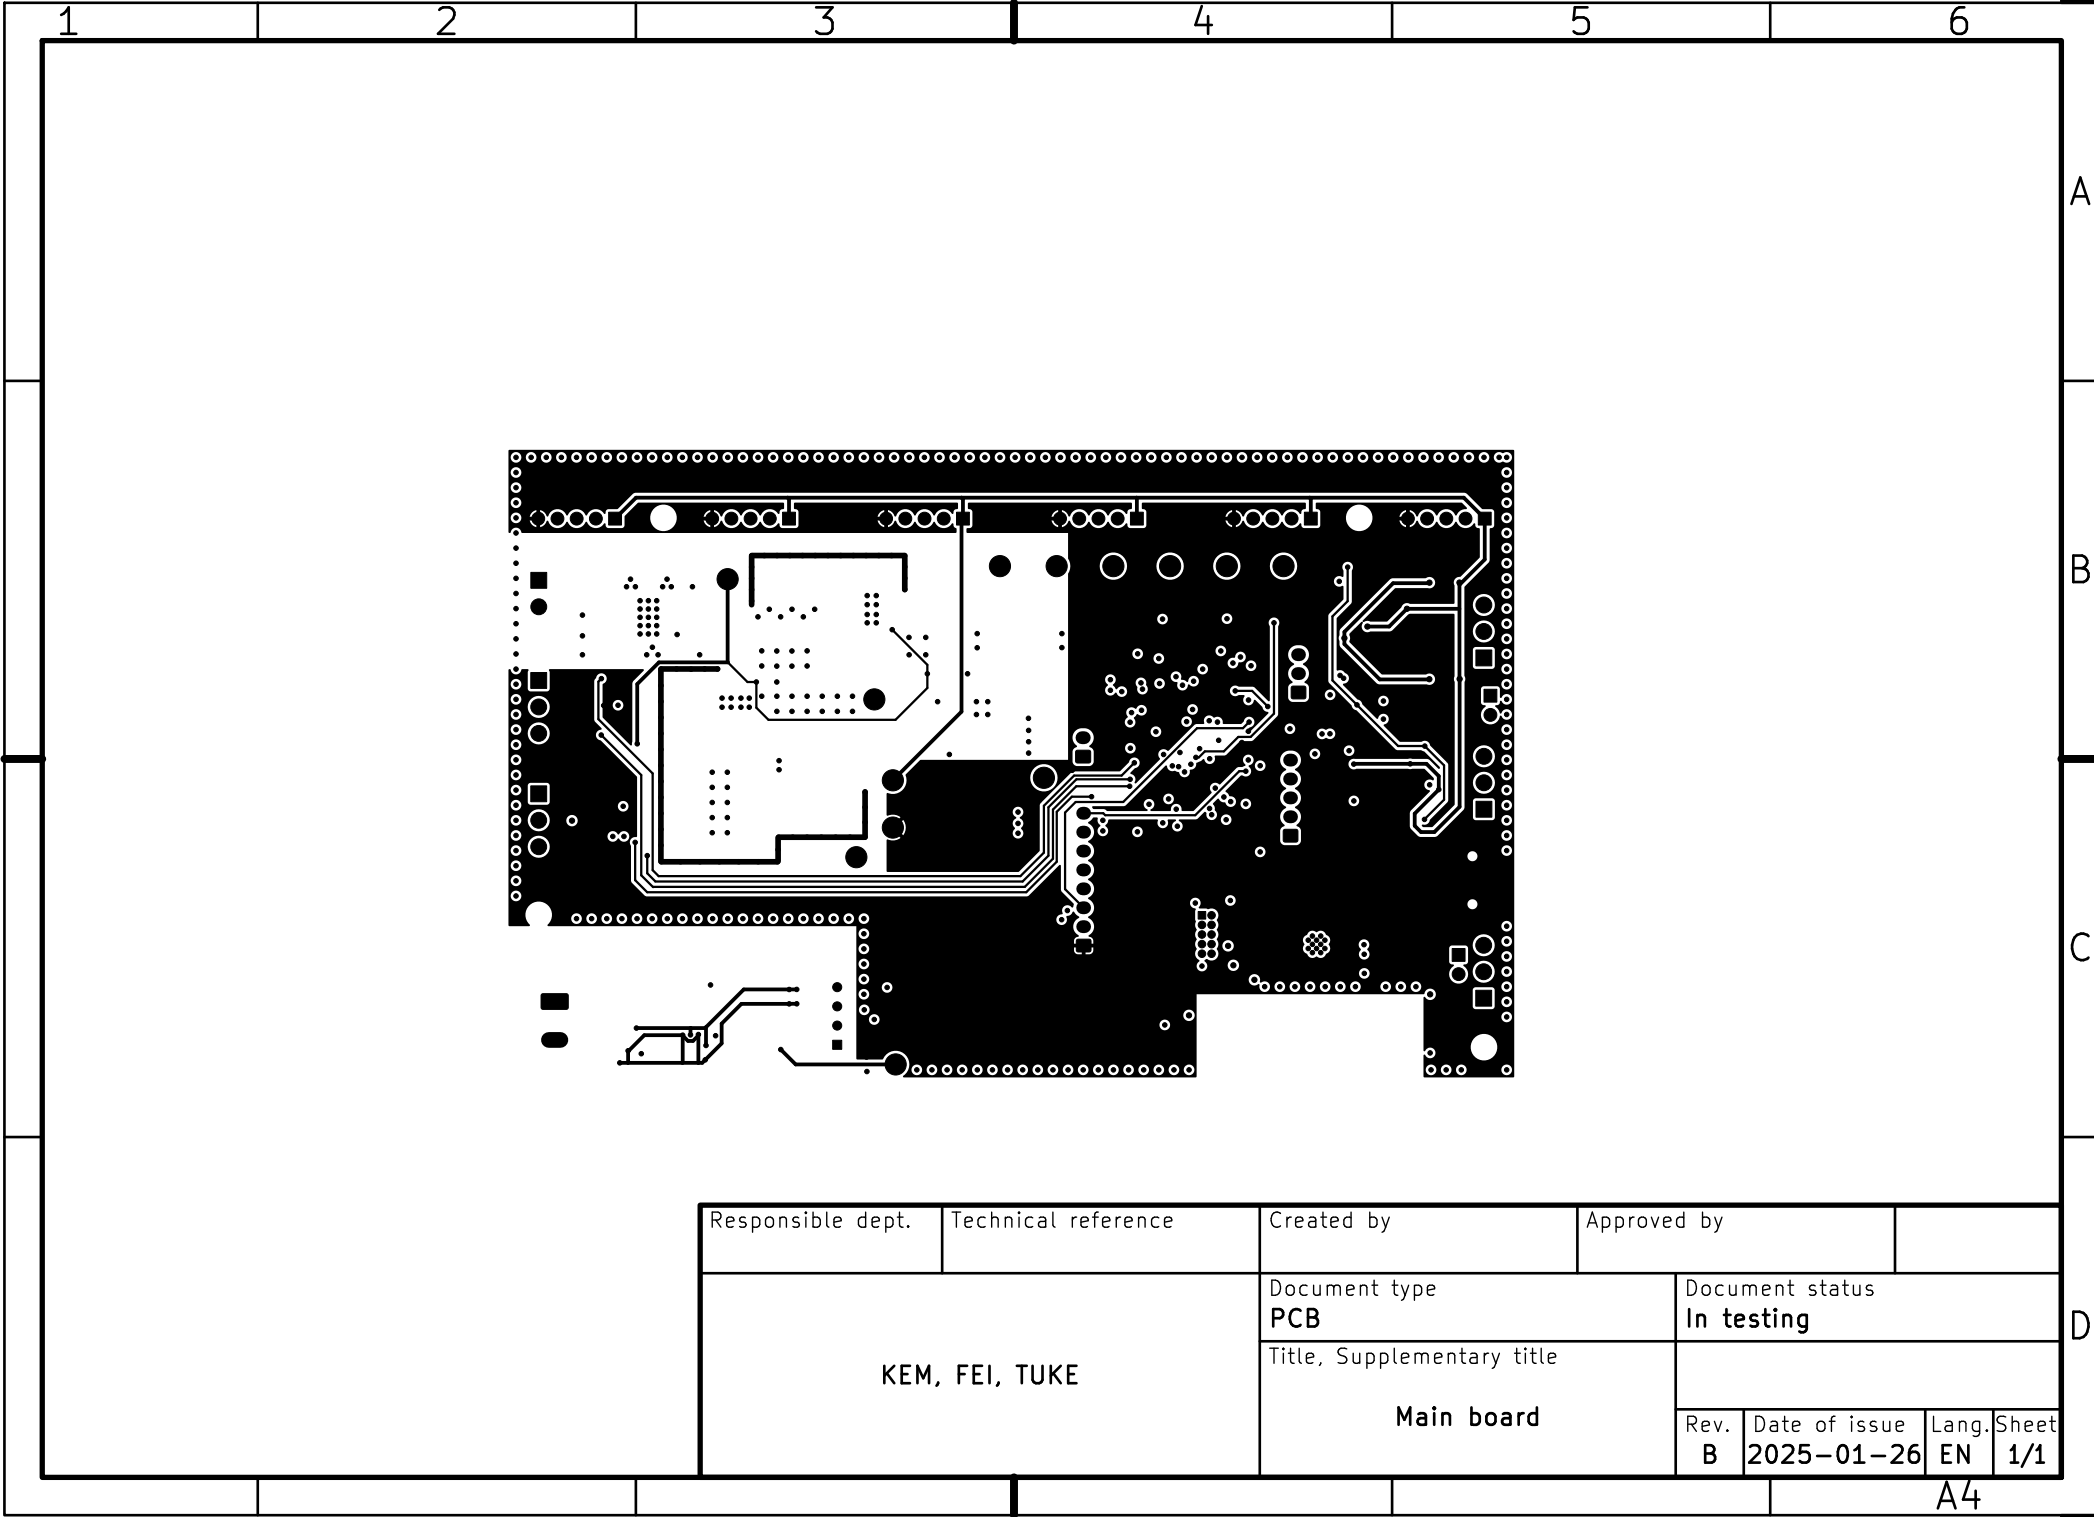 1 2 3 4 5 6
A
B
C
D
Responsible dept. Technical reference Created by Approved by
Document type Document status
PCB In testing
Title, Supplementary title
KEM, FEI, TUKE
Main board
Rev. Date of issue Lang. Sheet
B 2025-01-26 EN 1/1
A4